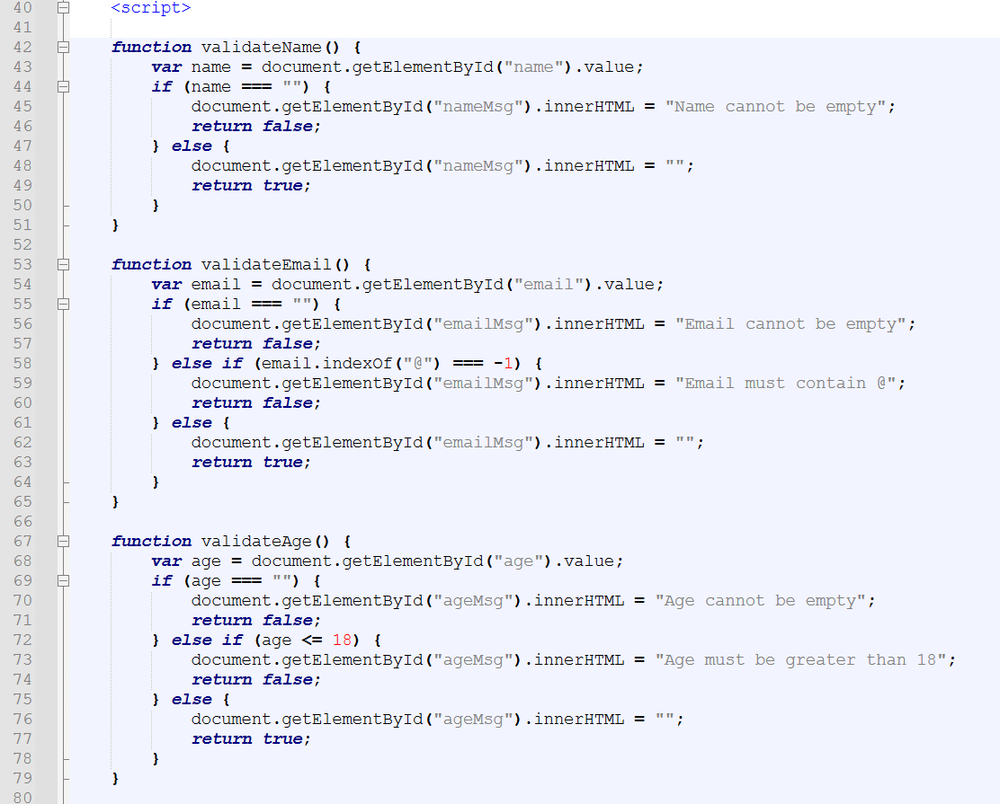 40 <script>
41
42 function validateName() {
43 var name = document.getElementById("name").value;
44 if (name === "") {
45 document.getElementById("nameMsg").innerHTML = "Name cannot be empty";
46 return false;
47 } else {
48 document.getElementById("nameMsg").innerHTML = "";
49 return true;
50 }
51 }
52
53 function validateEmail() {
54 var email = document.getElementById("email").value;
55 if (email === "") {
56 document.getElementById("emailMsg").innerHTML = "Email cannot be empty";
57 return false;
58 } else if (email.indexOf("@") === -1) {
59 document.getElementById("emailMsg").innerHTML = "Email must contain @";
60 return false;
61 } else {
62 document.getElementById("emailMsg").innerHTML = "";
63 return true;
64 }
65 }
66
67 function validateAge() {
68 var age = document.getElementById("age").value;
69 if (age === "") {
70 document.getElementById("ageMsg").innerHTML = "Age cannot be empty";
71 return false;
72 } else if (age <= 18) {
73 document.getElementById("ageMsg").innerHTML = "Age must be greater than 18";
74 return false;
75 } else {
76 document.getElementById("ageMsg").innerHTML = "";
77 return true;
78 }
79 }
80